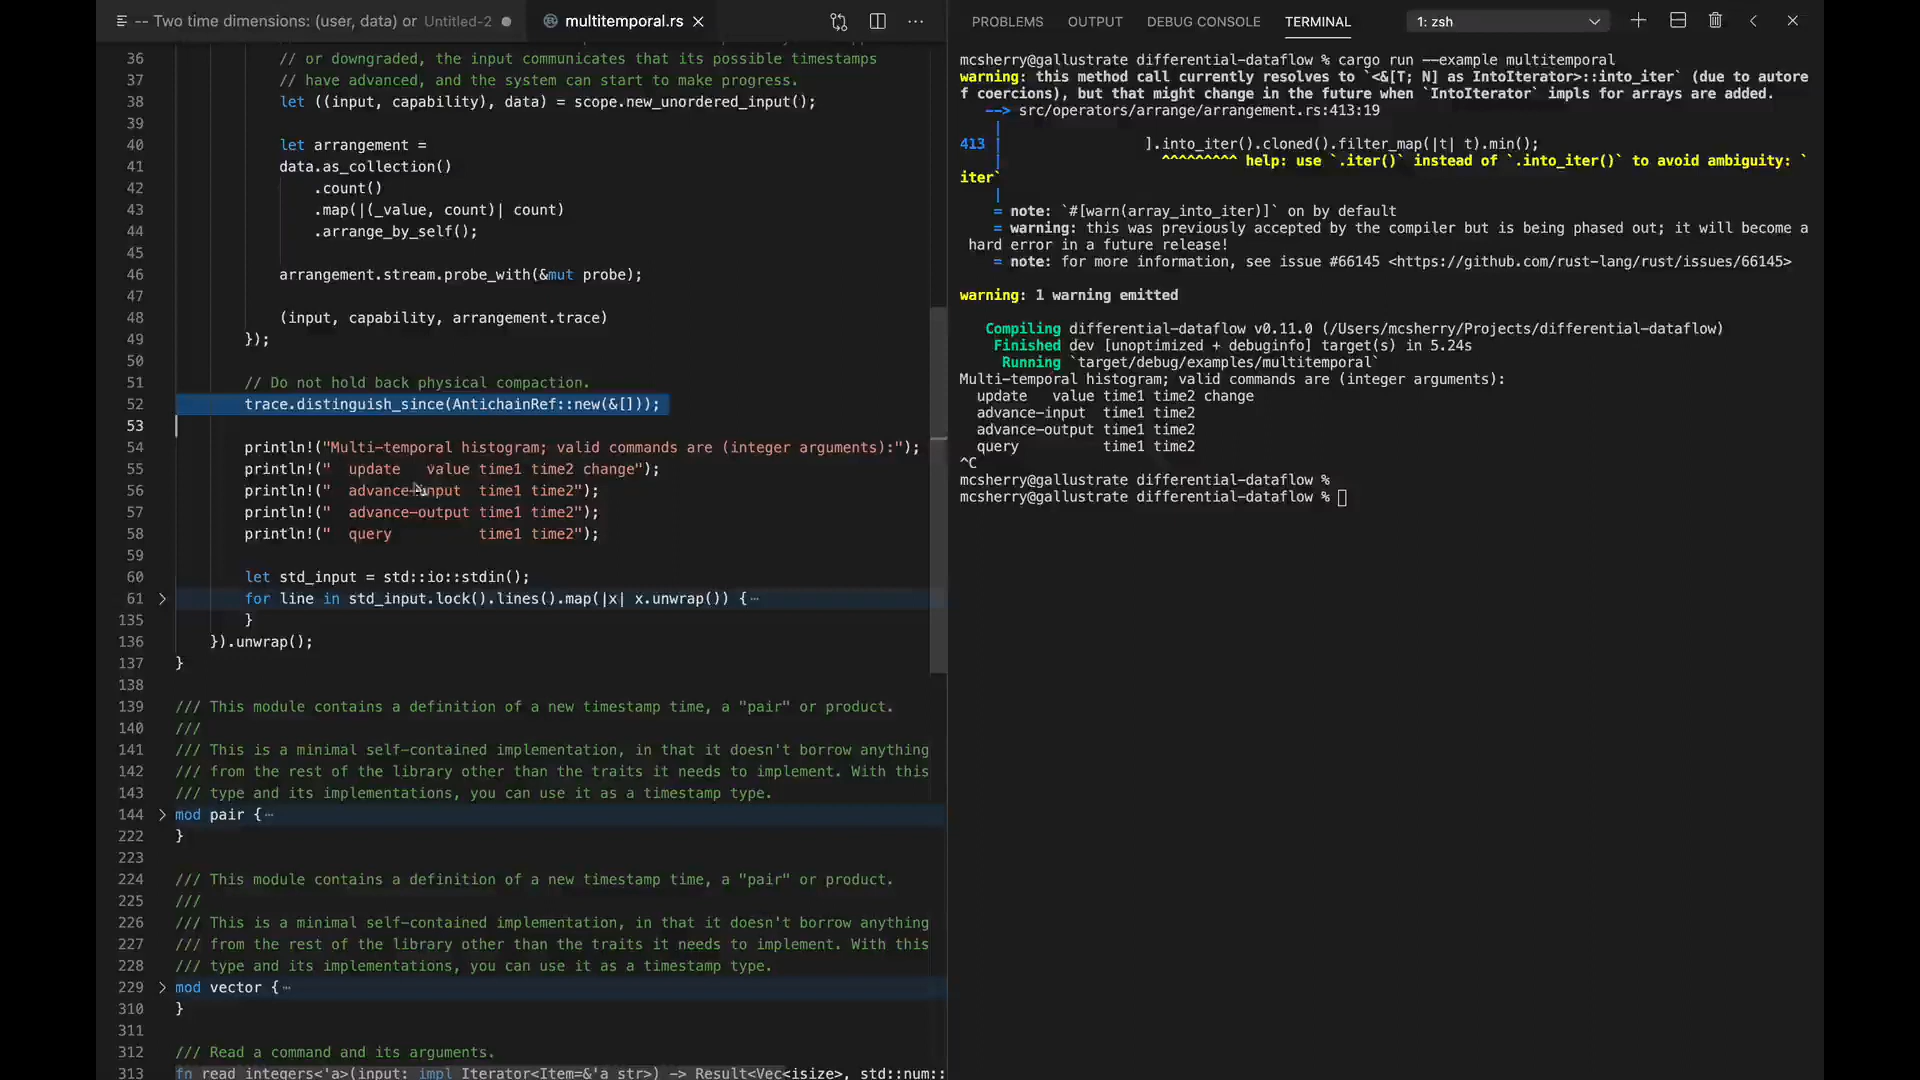 -- Two time dimensions: (user, data) or Untitled-2
multitemporal.rs
36 // or downgraded, the input communicates that its possible timestamps
37 // have advanced, and the system can start to make progress.
38 let ((input, capability), data) = scope.new_unordered_input();
39
40 let arrangement =
41 data.as_collection()
42 .count()
43 .map(|(_value, count)| count)
44 .arrange_by_self();
45
46 arrangement.stream.probe_with(&mut probe);
47
48 (input, capability, arrangement.trace)
49 });
50
51 // Do not hold back physical compaction.
52 trace.distinguish_since(AntichainRef::new(&[]));
53
54 println!("Multi-temporal histogram; valid commands are (integer arguments):");
55 println!("  update   value time1 time2 change");
56 println!("  advance-input  time1 time2");
57 println!("  advance-output time1 time2");
58 println!("  query          time1 time2");
59
60 let std_input = std::io::stdin();
61 for line in std_input.lock().lines().map(|x| x.unwrap()) {⋯
135 }
136 }).unwrap();
137 }
138
139 /// This module contains a definition of a new timestamp time, a "pair" or product.
140 ///
141 /// This is a minimal self-contained implementation, in that it doesn't borrow anything
142 /// from the rest of the library other than the traits it needs to implement. With this
143 /// type and its implementations, you can use it as a timestamp type.
144 mod pair {⋯
222 }
223
224 /// This module contains a definition of a new timestamp time, a "pair" or product.
225 ///
226 /// This is a minimal self-contained implementation, in that it doesn't borrow anything
227 /// from the rest of the library other than the traits it needs to implement. With this
228 /// type and its implementations, you can use it as a timestamp type.
229 mod vector {⋯
310 }
311
312 /// Read a command and its arguments.
313 fn read_integers<'a>(input: impl Iterator<Item=&'a str>) -> Result<Vec<isize>, std::num::
PROBLEMS OUTPUT DEBUG CONSOLE TERMINAL 1: zsh
mcsherry@gallustrate differential-dataflow % cargo run --example multitemporal
warning: this method call currently resolves to `<&[T; N] as IntoIterator>::into_iter` (due to autore
f coercions), but that might change in the future when `IntoIterator` impls for arrays are added.
--> src/operators/arrange/arrangement.rs:413:19
|
413 | ].into_iter().cloned().filter_map(|t| t).min();
| ^^^^^^^^^ help: use `.iter()` instead of `.into_iter()` to avoid ambiguity: `
iter`
|
= note: `#[warn(array_into_iter)]` on by default
= warning: this was previously accepted by the compiler but is being phased out; it will become a
hard error in a future release!
= note: for more information, see issue #66145 <https://github.com/rust-lang/rust/issues/66145>
warning: 1 warning emitted
Compiling differential-dataflow v0.11.0 (/Users/mcsherry/Projects/differential-dataflow)
Finished dev [unoptimized + debuginfo] target(s) in 5.24s
Running `target/debug/examples/multitemporal`
Multi-temporal histogram; valid commands are (integer arguments):
update   value time1 time2 change
advance-input  time1 time2
advance-output time1 time2
query          time1 time2
^C
mcsherry@gallustrate differential-dataflow %
mcsherry@gallustrate differential-dataflow %